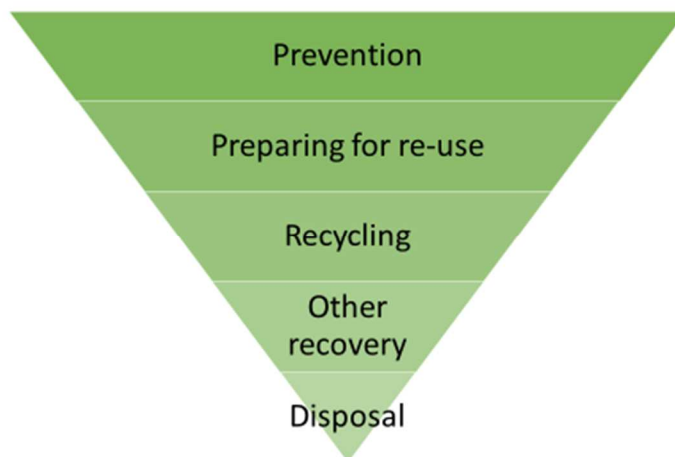 Prevention
Preparing for re-use
Recycling
Other
recovery
Disposal